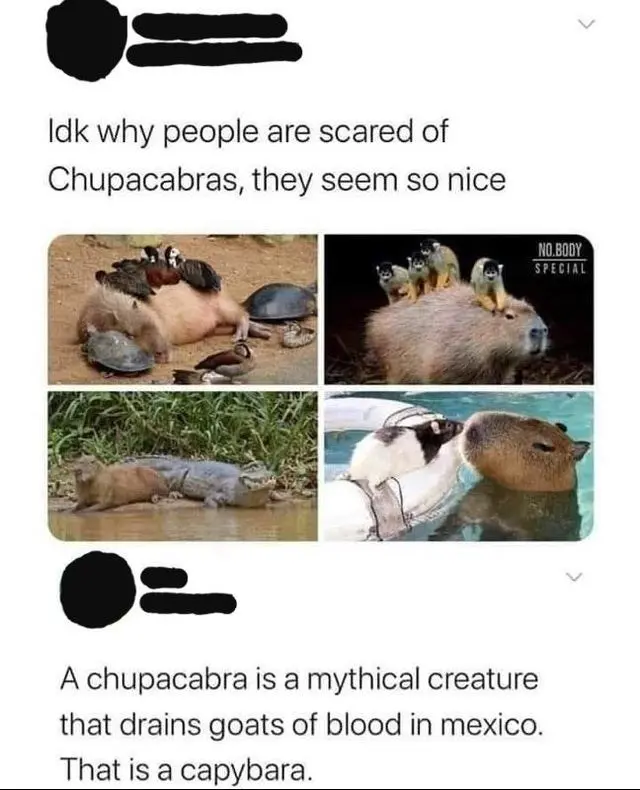 Idk why people are scared of
Chupacabras, they seem so nice
NO.BODY
SPECIAL
A chupacabra is a mythical creature
that drains goats of blood in mexico.
That is a capybara.